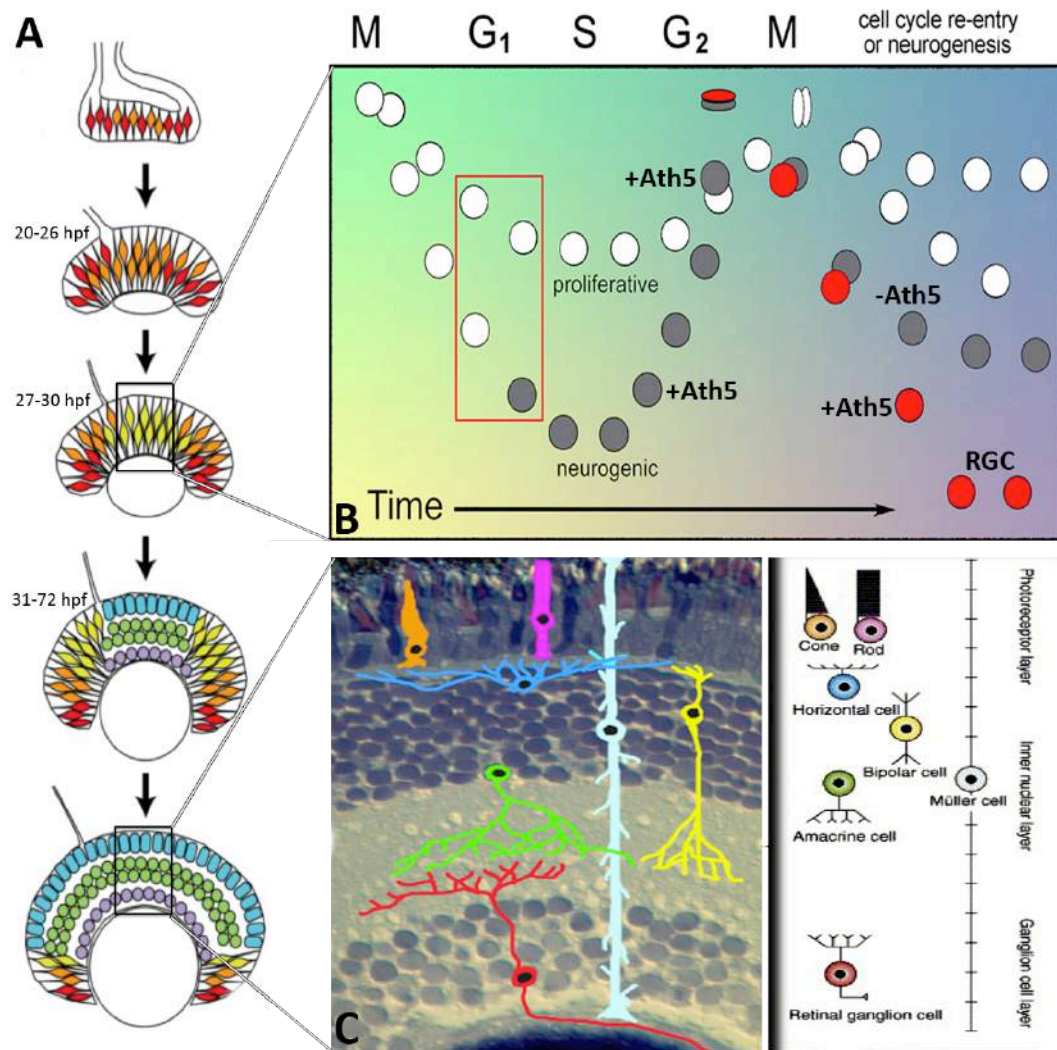 A
20-26 hpf
27-30 hpf
31-72 hpf
M G1 S G2 M cell cycle re-entry
or neurogenesis
+Ath5
proliferative
-Ath5
+Ath5
+Ath5
neurogenic
RGC
B Time
C
Cone Rod
Horizontal cell
Bipolar cell
Müller cell
Amacrine cell
Retinal ganglion cell
Photoreceptor layer
Inner nuclear layer
Ganglion cell layer